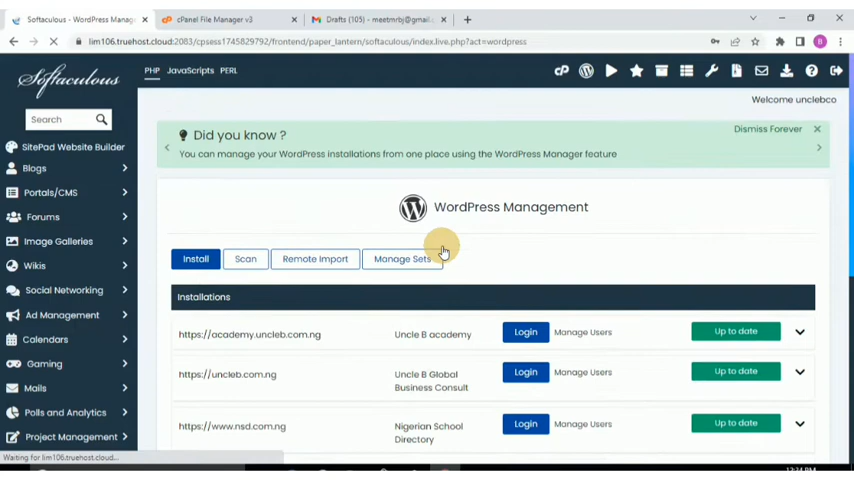 Softaculous - WordPress Manage
cPanel File Manager v3
Drafts (105) - meetmrbj@gmail.c
lim106.truehost.cloud:2083/cpsess1745829792/frontend/paper_lantern/softaculous/index.live.php?act=wordpress
B
Softaculous
PHP JavaScripts PERL
Welcome unclebco
Search
SitePad Website Builder
Blogs
Portals/CMS
Forums
Image Galleries
Wikis
Social Networking
Ad Management
Calendars
Gaming
Mails
Polls and Analytics
Project Management
Did you know ?
Dismiss Forever
You can manage your WordPress installations from one place using the WordPress Manager feature
WordPress Management
Install Scan Remote Import Manage Sets
Installations
https://academy.uncleb.com.ng Uncle B academy Login Manage Users Up to date
https://uncleb.com.ng Uncle B Global Business Consult Login Manage Users Up to date
https://www.nsd.com.ng Nigerian School Directory Login Manage Users Up to date
Waiting for lim106.truehost.cloud...